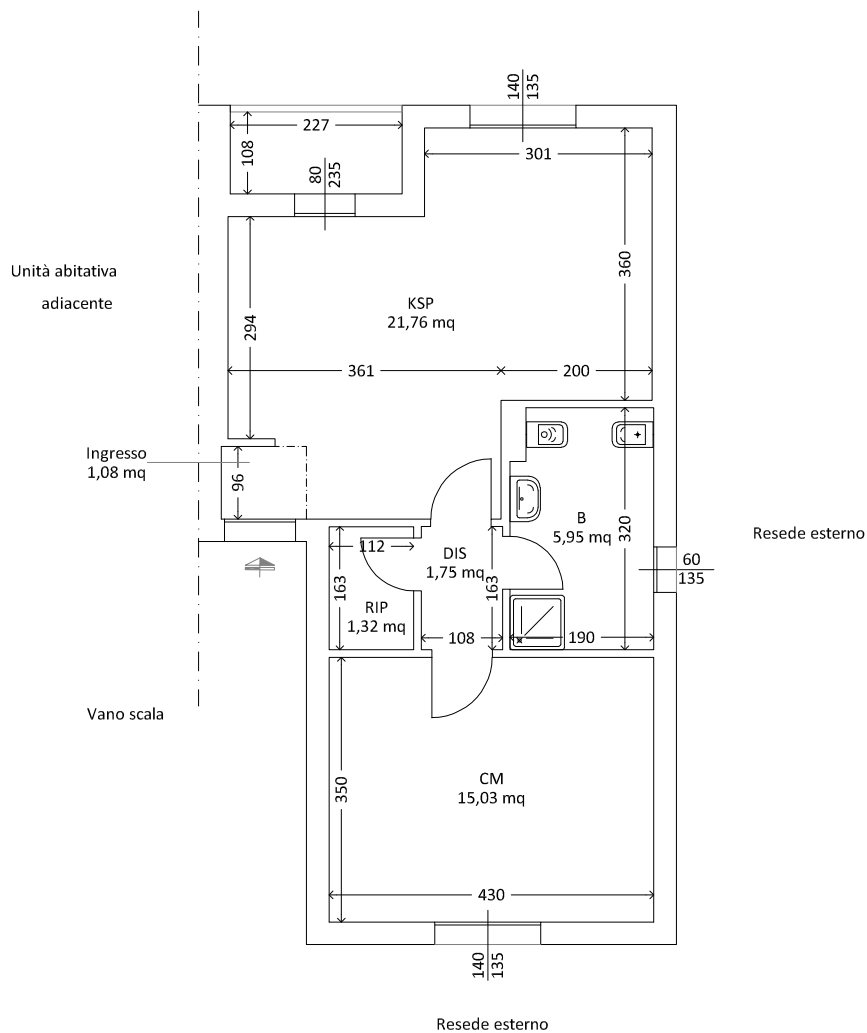 140
135
227
108
301
80
235
Unità abitativa
adiacente
360
KSP
21,76 mq
294
361
200
Ingresso
1,08 mq
96
B
5,95 mq
320
Resede esterno
112
DIS
1,75 mq
163
163
60
135
RIP
1,32 mq
108
190
Vano scala
CM
15,03 mq
350
430
140
135
Resede esterno